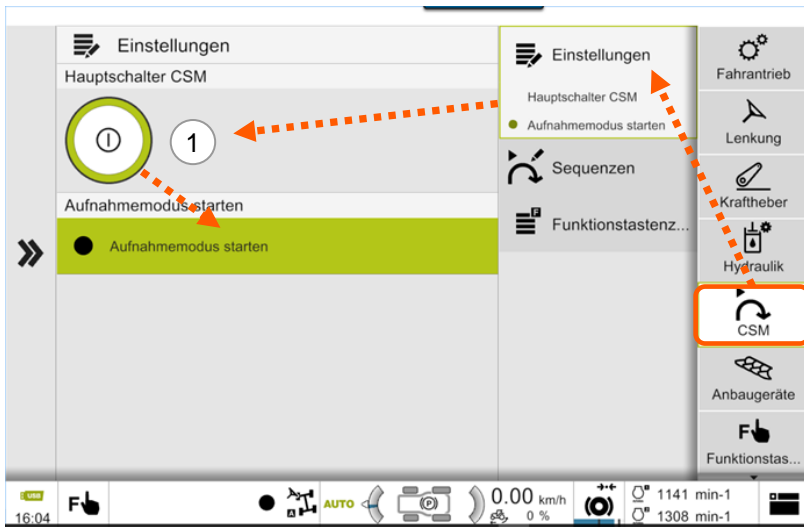 Einstellungen
Hauptschalter CSM
1
Aufnahmemodus starten
Aufnahmemodus starten
Einstellungen
Hauptschalter CSM
Aufnahmemodus starten
Sequenzen
F
Funktionstastenz...
Fahrantrieb
Lenkung
Kraftheber
Hydraulik
CSM
Anbaugeräte
F
Funktionstas...
USB
16:04
F
A
AUTO
P
0.00 km/h
0 %
1141 min-1
1308 min-1